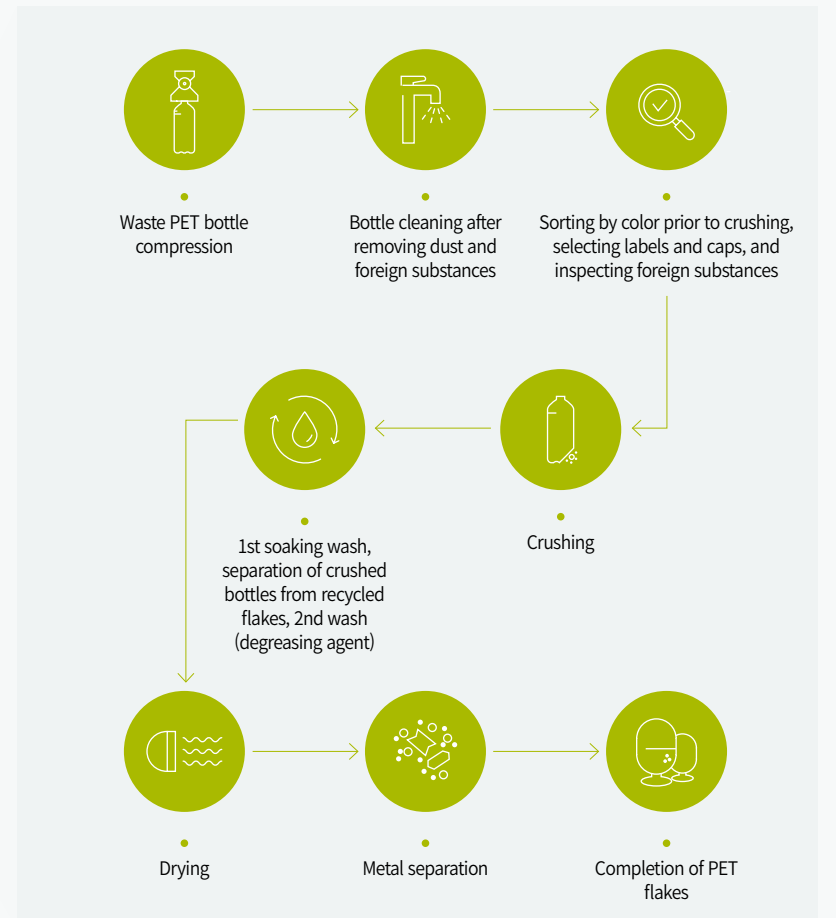 Waste PET bottle
compression
Bottle cleaning after
removing dust and
foreign substances
Sorting by color prior to crushing,
selecting labels and caps, and
inspecting foreign substances
1st soaking wash,
separation of crushed
bottles from recycled
flakes, 2nd wash
(degreasing agent)
Crushing
Drying
Metal separation
Completion of PET
flakes